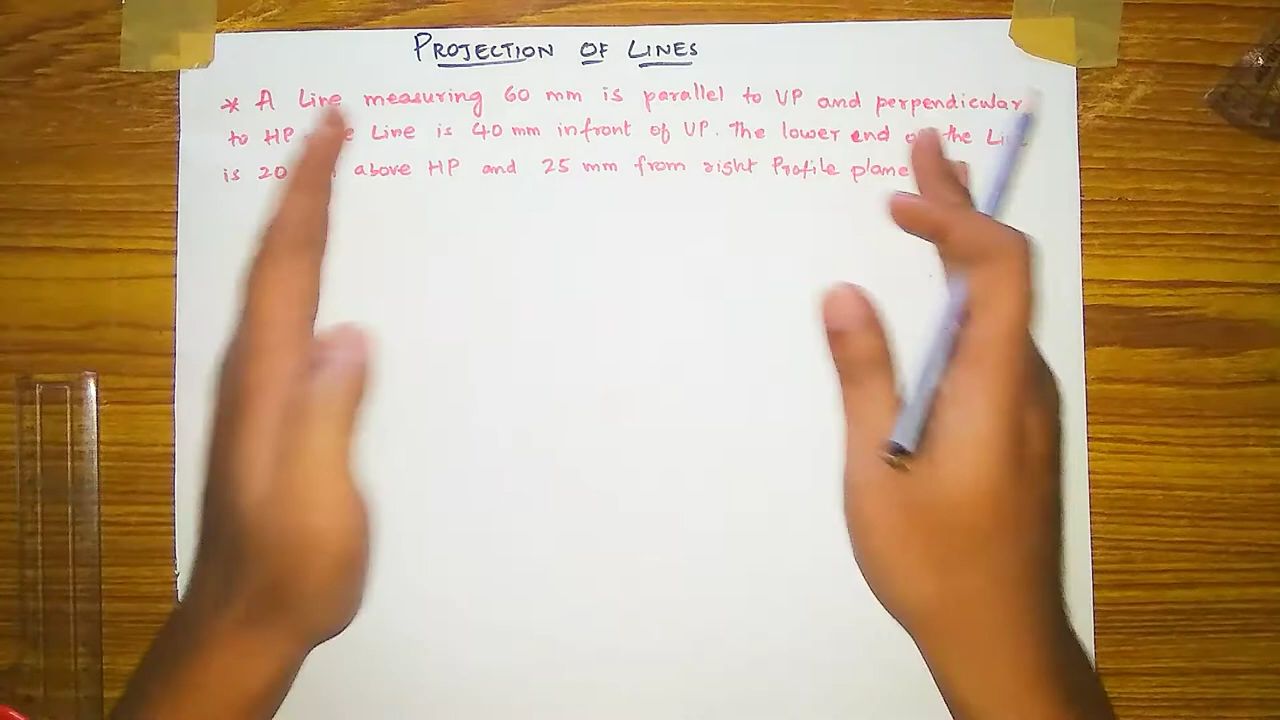 PROJECTION OF LINES
* A Line measuring 60 mm is parallel to VP and perpendicular
to HP Line is 40 mm infront of VP. The lower end the
is 20 above HP and 25 mm from right Profile plane